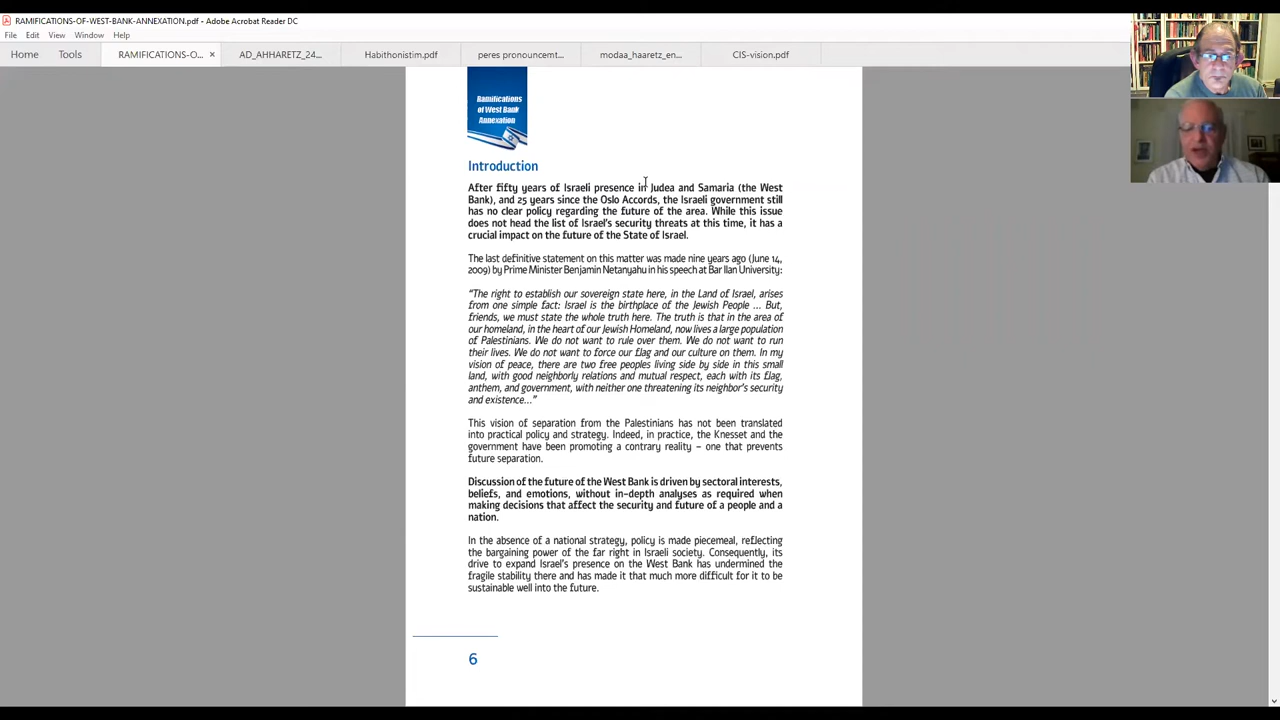 RAMIFICATIONS-OF-WEST-BANK-ANNEXATION.pdf - Adobe Acrobat Reader DC
File Edit View Window Help
Home Tools RAMIFICATIONS-O... × AD_AHHARETZ_24... Habithonistim.pdf peres pronouncemt... modaa_haaretz_en... CIS-vision.pdf
Ramifications
of West Bank
Annexation
Introduction
After fifty years of Israeli presence in Judea and Samaria (the West
Bank), and 25 years since the Oslo Accords, the Israeli government still
has no clear policy regarding the future of the area. While this issue
does not head the list of Israel's security threats at this time, it has a
crucial impact on the future of the State of Israel.
The last definitive statement on this matter was made nine years ago (June 14,
2009) by Prime Minister Benjamin Netanyahu in his speech at Bar Ilan University:
"The right to establish our sovereign state here, in the Land of Israel, arises
from one simple fact: Israel is the birthplace of the Jewish People ... But,
friends, we must state the whole truth here. The truth is that in the area of
our homeland, in the heart of our Jewish Homeland, now lives a large population
of Palestinians. We do not want to rule over them. We do not want to run
their lives. We do not want to force our flag and our culture on them. In my
vision of peace, there are two free peoples living side by side in this small
land, with good neighborly relations and mutual respect, each with its flag,
anthem, and government, with neither one threatening its neighbor's security
and existence..."
This vision of separation from the Palestinians has not been translated
into practical policy and strategy. Indeed, in practice, the Knesset and the
government have been promoting a contrary reality – one that prevents
future separation.
Discussion of the future of the West Bank is driven by sectoral interests,
beliefs, and emotions, without in-depth analyses as required when
making decisions that affect the security and future of a people and a
nation.
In the absence of a national strategy, policy is made piecemeal, reflecting
the bargaining power of the far right in Israeli society. Consequently, its
drive to expand Israel's presence on the West Bank has undermined the
fragile stability there and has made it that much more difficult for it to be
sustainable well into the future.
6